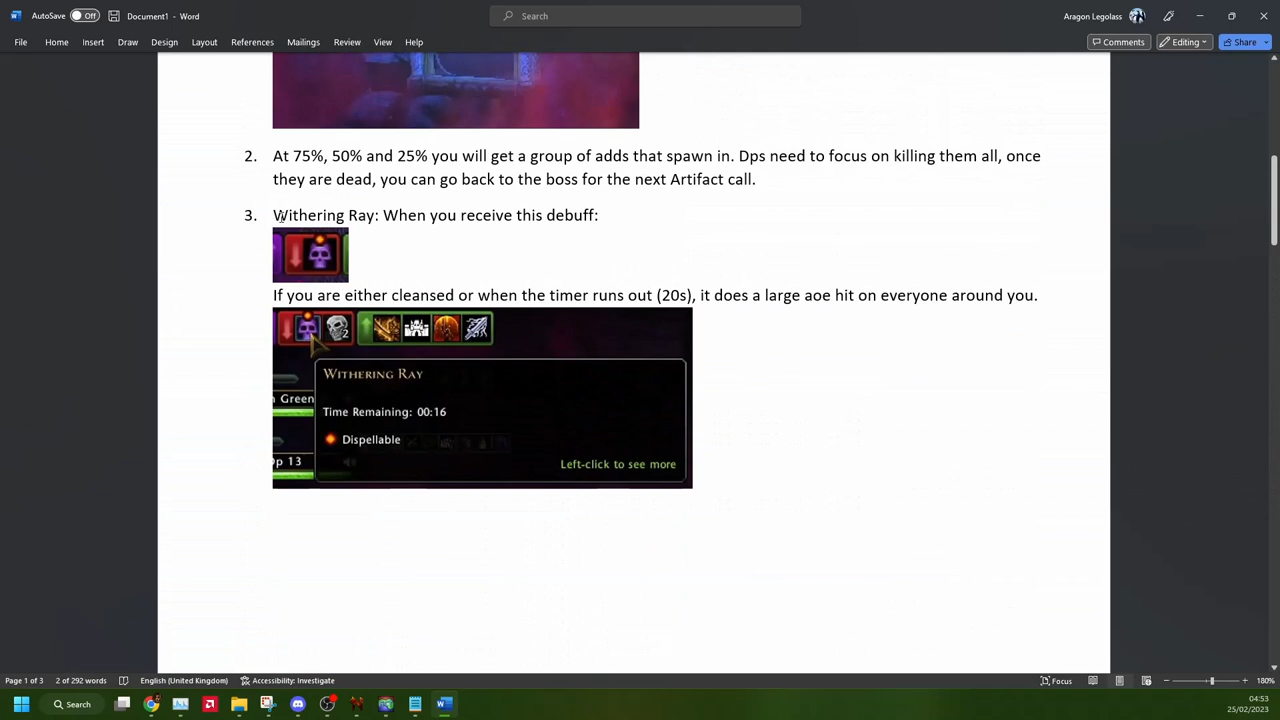 AutoSave Off Document1 - Word Search Aragon Legolass
File Home Insert Draw Design Layout References Mailings Review View Help Comments Editing Share
2. At 75%, 50% and 25% you will get a group of adds that spawn in. Dps need to focus on killing them all, once
they are dead, you can go back to the boss for the next Artifact call.
3. Withering Ray: When you receive this debuff:
If you are either cleansed or when the timer runs out (20s), it does a large aoe hit on everyone around you.
2
Withering Ray
n Green
Time Remaining: 00:16
Dispellable
Op 13
Left-click to see more
Page 1 of 3 2 of 292 words English (United Kingdom) Accessibility: Investigate Focus 180%
Search 04:53
25/02/2023